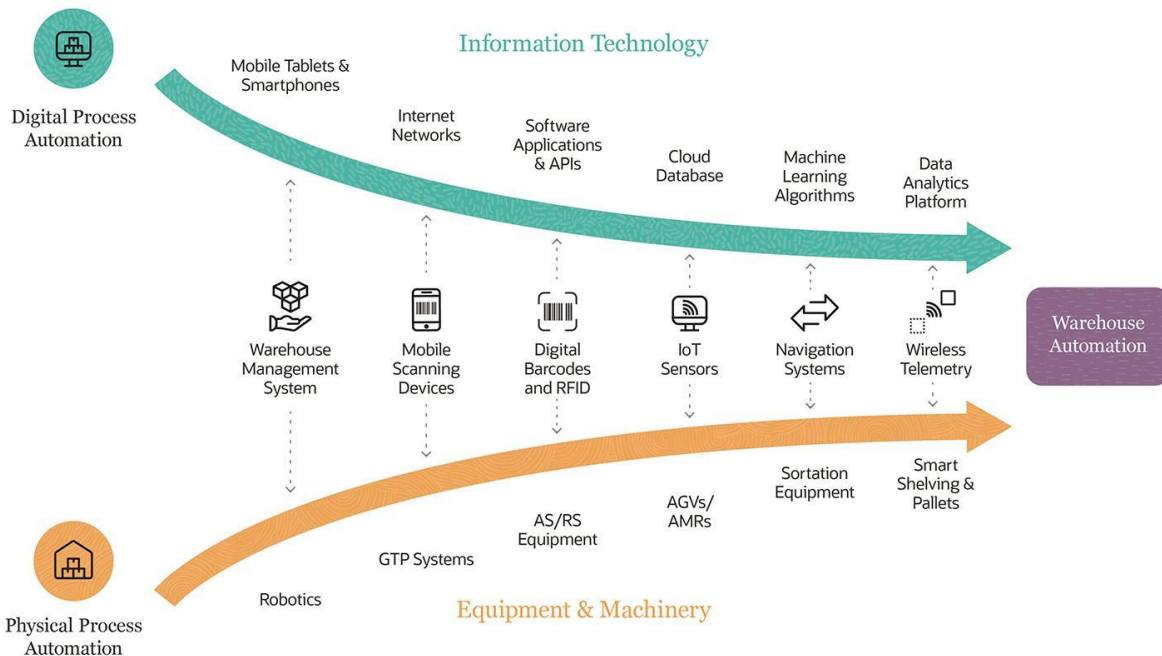 Information Technology
Digital Process
Automation
Mobile Tablets &
Smartphones
Internet
Networks
Software
Applications
& APIs
Cloud
Database
Machine
Learning
Algorithms
Data
Analytics
Platform
Warehouse
Management
System
Mobile
Scanning
Devices
Digital
Barcodes
and RFID
IoT
Sensors
Navigation
Systems
Wireless
Telemetry
Warehouse
Automation
Robotics
GTP Systems
AS/RS
Equipment
AGVs/
AMRs
Sortation
Equipment
Smart
Shelving &
Pallets
Physical Process
Automation
Equipment & Machinery